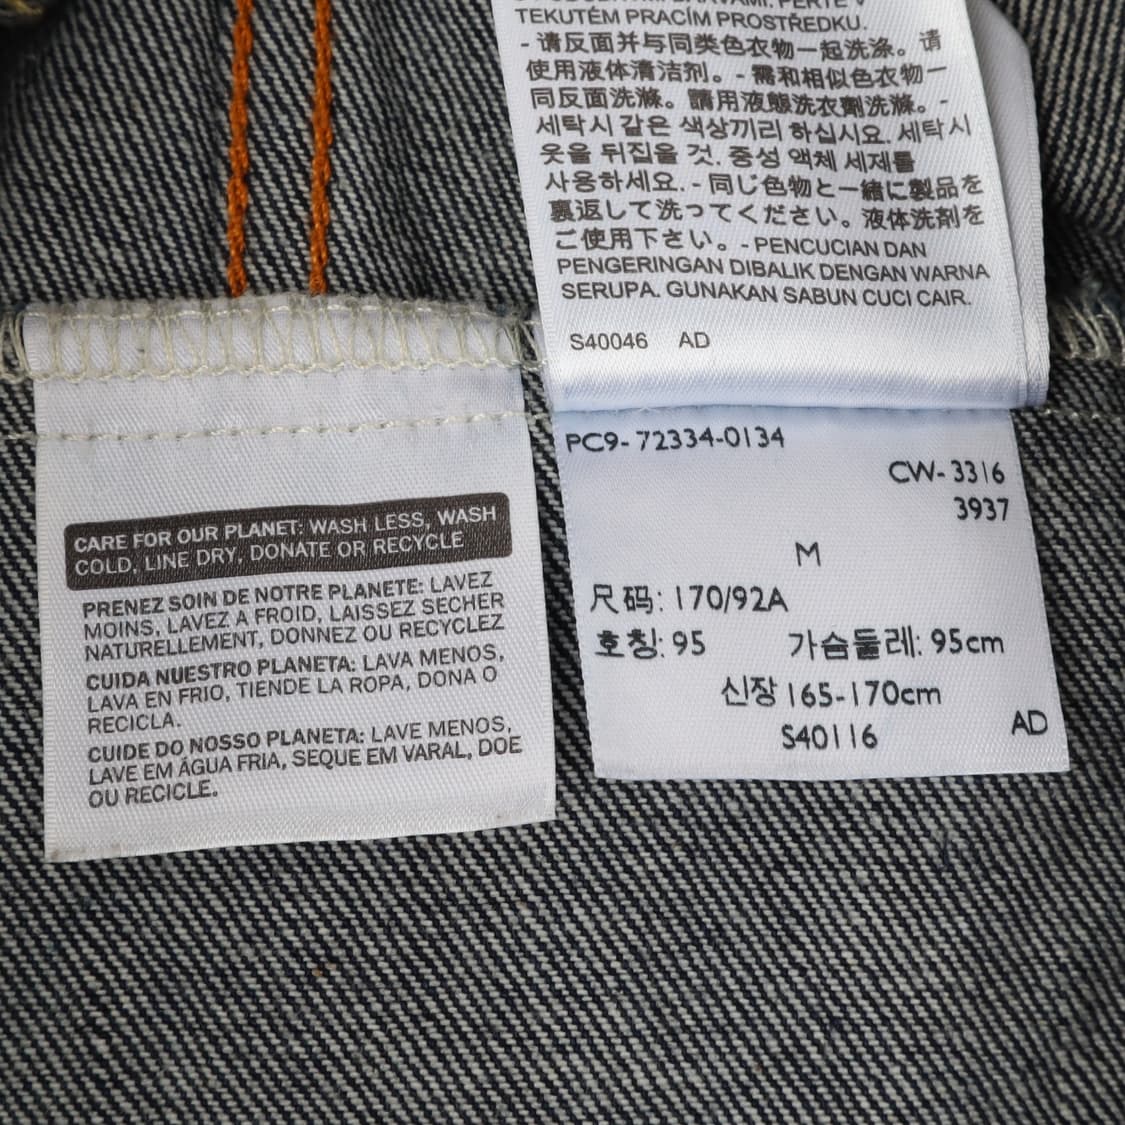 TEKUTÉM PRACÍM PROSTŘEDKU.
- 请反面并与同类色衣物一起洗涤。请
使用液体清洁剂。- 需和相似色衣物一
同反面洗滌。請用液態洗衣劑洗滌。-
세탁시 같은 색상끼리 하십시요. 세탁시
옷을 뒤집을 것. 중성 액체 세제를
사용하세요. - 同じ色物と一緒に製品を
裏返して洗ってください。液体洗剤を
ご使用下さい。- PENCUCIAN DAN
PENGERINGAN DIBALIK DENGAN WARNA
SERUPA. GUNAKAN SABUN CUCI CAIR.
S40046 AD
CARE FOR OUR PLANET: WASH LESS, WASH
COLD, LINE DRY, DONATE OR RECYCLE
PRENEZ SOIN DE NOTRE PLANETE: LAVEZ
MOINS, LAVEZ A FROID, LAISSEZ SECHER
NATURELLEMENT, DONNEZ OU RECYCLEZ
CUIDA NUESTRO PLANETA: LAVA MENOS,
LAVA EN FRIO, TIENDE LA ROPA, DONA O
RECICLA.
CUIDE DO NOSSO PLANETA: LAVE MENOS,
LAVE EM ÁGUA FRIA, SEQUE EM VARAL, DOE
OU RECICLE.
PC9-72334-0134
CW-3316
3937
M
尺码: 170/92A
호칭: 95 가슴둘레: 95cm
신장 165-170cm
S40116 AD